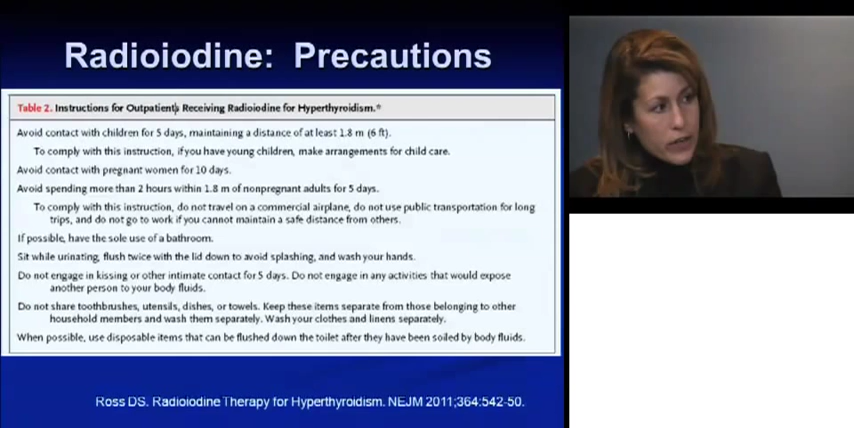 Radioiodine: Precautions
Table 2. Instructions for Outpatients Receiving Radioiodine for Hyperthyroidism.*
Avoid contact with children for 5 days, maintaining a distance of at least 1.8 m (6 ft).
To comply with this instruction, if you have young children, make arrangements for child care.
Avoid contact with pregnant women for 10 days.
Avoid spending more than 2 hours within 1.8 m of nonpregnant adults for 5 days.
To comply with this instruction, do not travel on a commercial airplane, do not use public transportation for long
trips, and do not go to work if you cannot maintain a safe distance from others.
If possible, have the sole use of a bathroom.
Sit while urinating, flush twice with the lid down to avoid splashing, and wash your hands.
Do not engage in kissing or other intimate contact for 5 days. Do not engage in any activities that would expose
another person to your body fluids.
Do not share toothbrushes, utensils, dishes, or towels. Keep these items separate from those belonging to other
household members and wash them separately. Wash your clothes and linens separately.
When possible, use disposable items that can be flushed down the toilet after they have been soiled by body fluids.
Ross DS. Radioiodine Therapy for Hyperthyroidism. NEJM 2011;364:542-50.